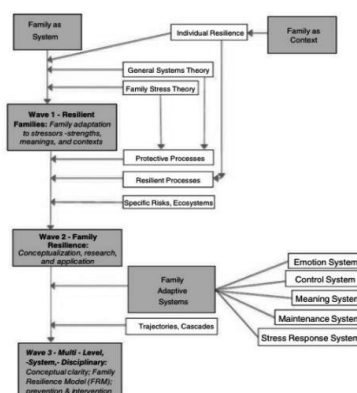 Family as
System
Individual Resilience
Family as
Context
General Systems Theory
Family Stress Theory
Wave 1 - Resilient
Families: Family adaptation
to stressors -strengths,
meanings, and contexts
Protective Processes
Resilient Processes
Specific Risks, Ecosystems
Wave 2 - Family
Resilience:
Conceptualization, research,
and application
Family
Adaptive
Systems
Emotion System
Control System
Meaning System
Maintenance System
Stress Response System
Trajectories, Cascades
Wave 3 - Multi - Level,
-System,- Disciplinary:
Conceptual clarity; Family
Resilience Model (FRM);
prevention & intervention